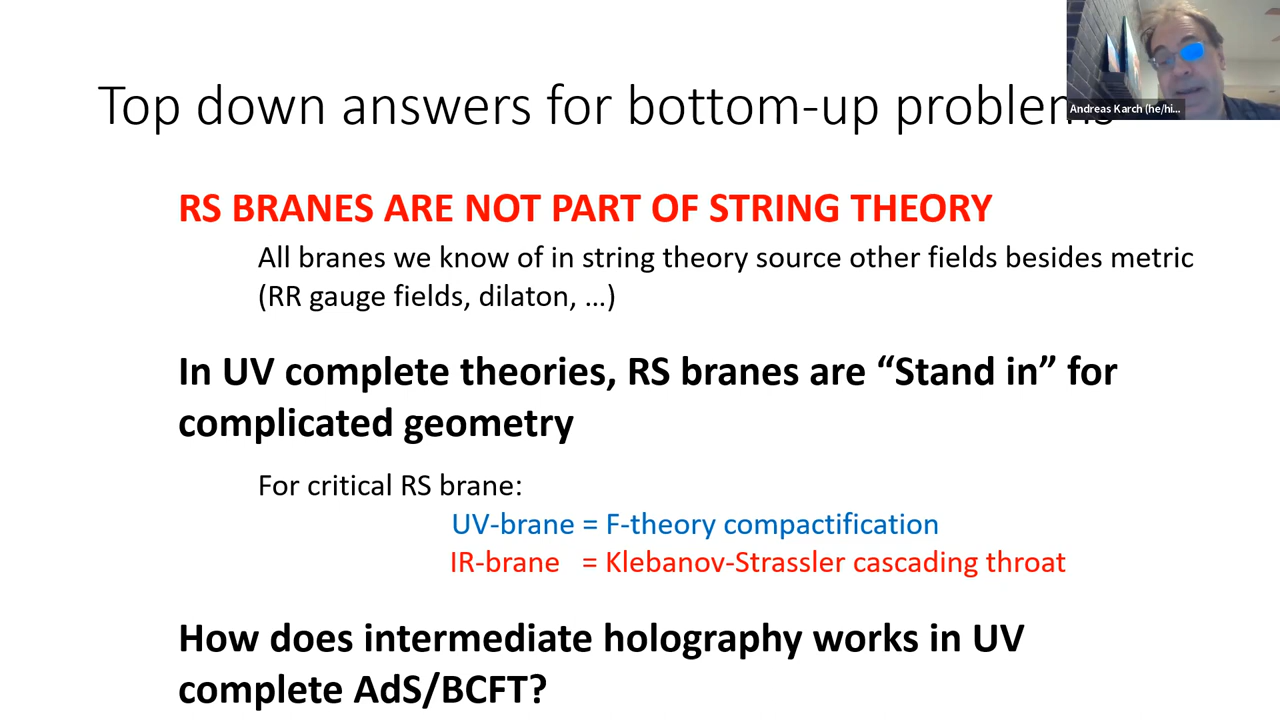 Top down answers for bottom-up problems
Andreas Karch (he/hi...
RS BRANES ARE NOT PART OF STRING THEORY
All branes we know of in string theory source other fields besides metric
(RR gauge fields, dilaton, ...)
In UV complete theories, RS branes are “Stand in” for
complicated geometry
For critical RS brane:
UV-brane = F-theory compactification
IR-brane = Klebanov-Strassler cascading throat
How does intermediate holography works in UV
complete AdS/BCFT?